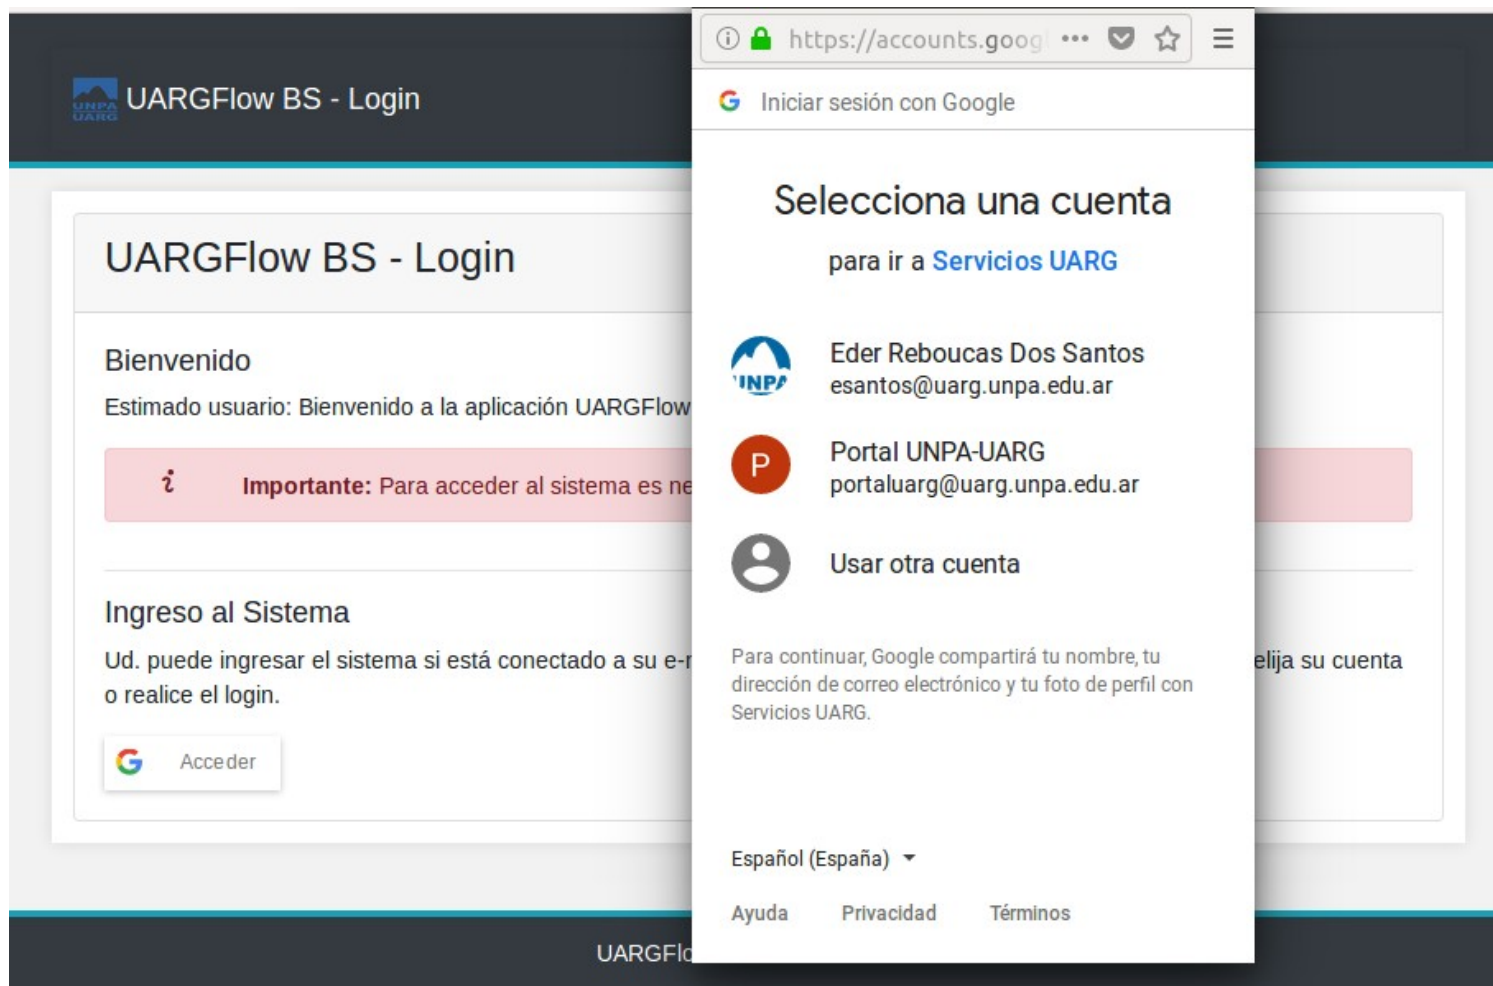 UNPA
UARG
UARGFlow BS - Login
UARGFlow BS - Login
Bienvenido
Estimado usuario: Bienvenido a la aplicación UARGFlow
i Importante: Para acceder al sistema es ne
Ingreso al Sistema
Ud. puede ingresar el sistema si está conectado a su e-r
elija su cuenta
o realice el login.
G Acceder
UARGFlo
https://accounts.goog
G Iniciar sesión con Google
Selecciona una cuenta
para ir a Servicios UARG
UNPA
Eder Reboucas Dos Santos
esantos@uarg.unpa.edu.ar
P
Portal UNPA-UARG
portaluarg@uarg.unpa.edu.ar
Usar otra cuenta
Para continuar, Google compartirá tu nombre, tu
dirección de correo electrónico y tu foto de perfil con
Servicios UARG.
Español (España)
Ayuda Privacidad Términos